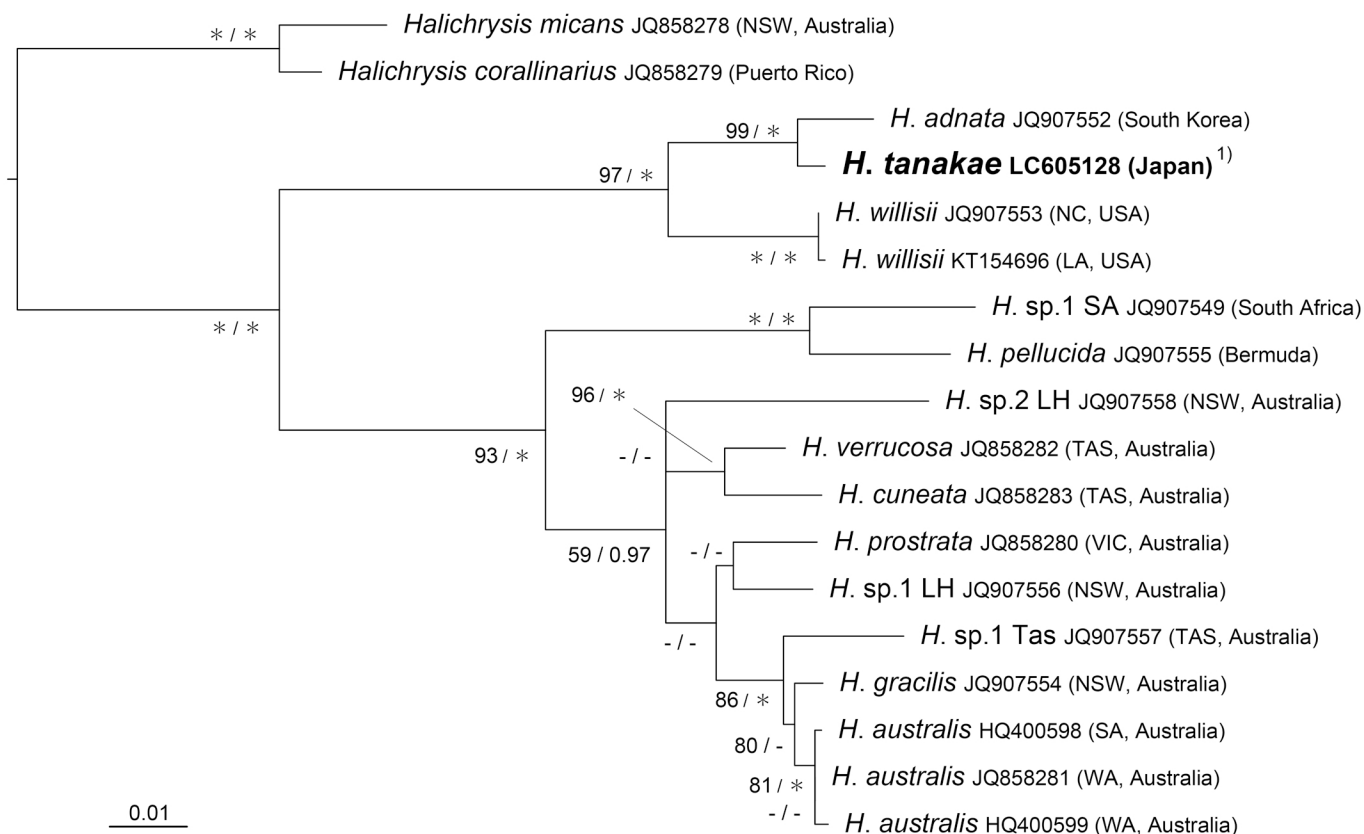 Halichrysis micans JQ858278 (NSW, Australia)
* / *
Halichrysis corallinarius JQ858279 (Puerto Rico)
H. adnata JQ907552 (South Korea)
99 / *
H. tanakae LC605128 (Japan) 1)
97 / *
H. willisii JQ907553 (NC, USA)
* / *
H. willisii KT154696 (LA, USA)
H. sp.1 SA JQ907549 (South Africa)
* / *
* / *
H. pellucida JQ907555 (Bermuda)
96 / *
H. sp.2 LH JQ907558 (NSW, Australia)
H. verrucosa JQ858282 (TAS, Australia)
93 / *
- / -
H. cuneata JQ858283 (TAS, Australia)
H. prostrata JQ858280 (VIC, Australia)
59 / 0.97
- / -
H. sp.1 LH JQ907556 (NSW, Australia)
H. sp.1 Tas JQ907557 (TAS, Australia)
- / -
H. gracilis JQ907554 (NSW, Australia)
86 / *
H. australis HQ400598 (SA, Australia)
80 / -
H. australis JQ858281 (WA, Australia)
81 / *
- / -
H. australis HQ400599 (WA, Australia)
0.01